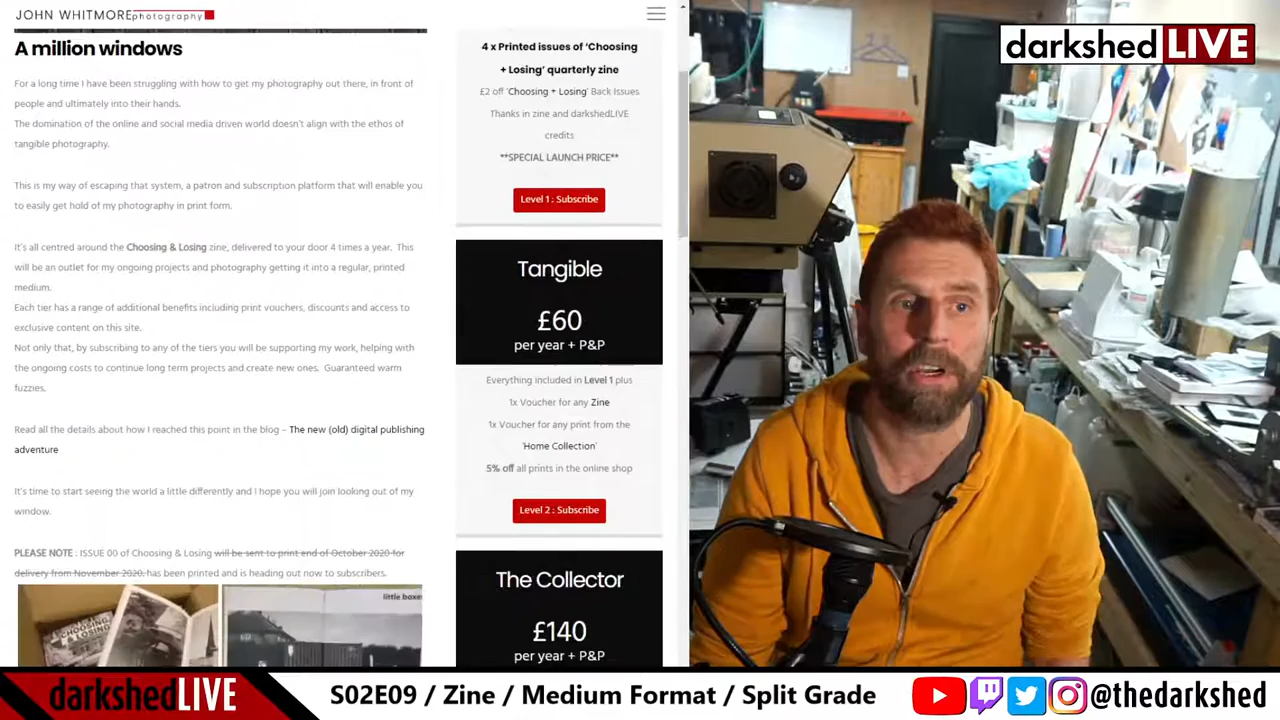 JOHN WHITMORE photography
A million windows
For a long time I have been struggling with how to get my photography out there, in front of
people and ultimately into their hands.
The domination of the online and social media driven world doesn't align with the ethos of
tangible photography.
This is my way of escaping that system, a patron and subscription platform that will enable you
to easily get hold of my photography in print form.
It's all centred around the Choosing & Losing zine, delivered to your door 4 times a year. This
will be an outlet for my ongoing projects and photography getting it into a regular, printed
medium.
Each tier has a range of additional benefits including print vouchers, discounts and access to
exclusive content on this site.
Not only that, by subscribing to any of the tiers you will be supporting my work, helping with
the ongoing costs to continue long term projects and create new ones. Guaranteed warm
fuzzies.
Read all the details about how I reached this point in the blog – The new (old) digital publishing
adventure
It's time to start seeing the world a little differently and I hope you will join looking out of my
window.
PLEASE NOTE : ISSUE 00 of Choosing & Losing will be sent to print end of October 2020 for
delivery from November 2020. has been printed and is heading out now to subscribers.
CHOOSING
LOSING
little boxe
4 x Printed issues of 'Choosing
+ Losing' quarterly zine
£2 off 'Choosing + Losing' Back Issues
Thanks in zine and darkshedLIVE
credits
**SPECIAL LAUNCH PRICE**
Level 1 : Subscribe
Tangible
£60
per year + P&P
Everything included in Level 1 plus
1x Voucher for any Zine
1x Voucher for any print from the
'Home Collection'
5% off all prints in the online shop
Level 2 : Subscribe
The Collector
£140
per year + P&P
darkshed LIVE
darkshedLIVE
S02E09 / Zine / Medium Format / Split Grade
@thedarkshed